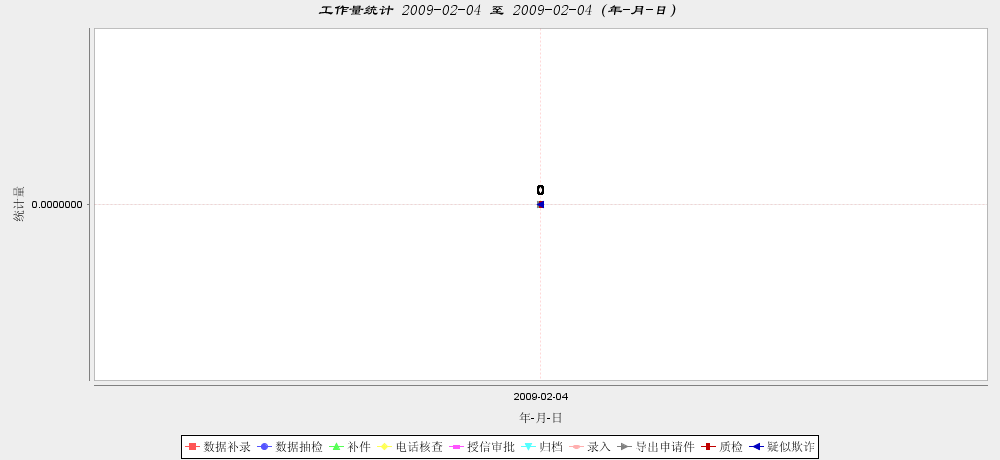 工作量统计 2009-02-04 至 2009-02-04 (年-月-日)
0
统计量
0.0000000
2009-02-04
年-月-日
数据补录 数据抽检 补件 电话核查 授信审批 归档 录入 导出申请件 质检 疑似欺诈